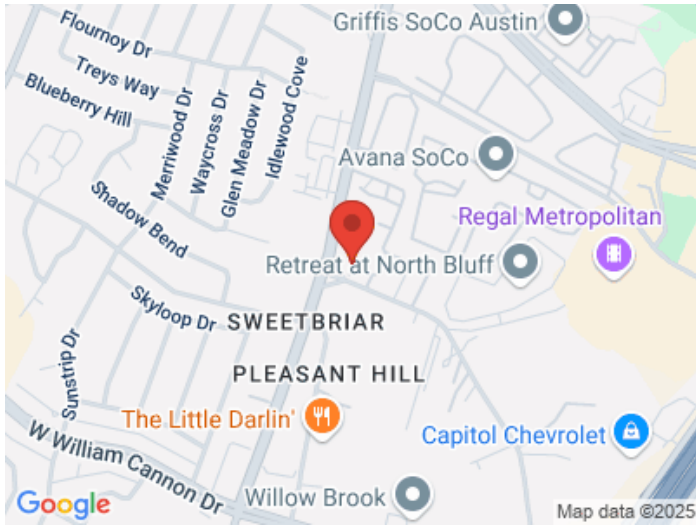 Griffis SoCo Austin
Flournoy Dr
Treys Way
Blueberry Hill
Merriwood Dr
Waycross Dr
Glen Meadow Dr
Idlewood Cove
Avana SoCo
Shadow Bend
Regal Metropolitan
Retreat at North Bluff
Skyloop Dr
SWEETBRIAR
Sunstrip Dr
PLEASANT HILL
The Little Darlin'
Capitol Chevrolet
W William Cannon Dr
Willow Brook
Google
Map data ©2025